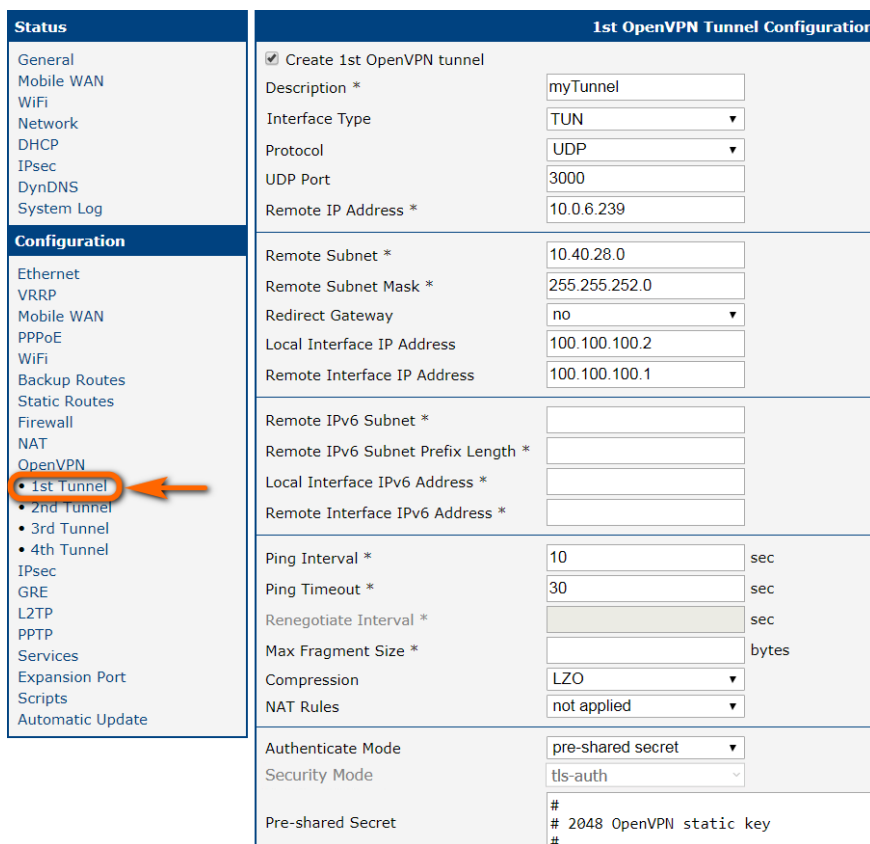 Status
General
Mobile WAN
WiFi
Network
DHCP
IPsec
DynDNS
System Log
Configuration
Ethernet
VRRP
Mobile WAN
PPPoE
WiFi
Backup Routes
Static Routes
Firewall
NAT
OpenVPN
• 1st Tunnel
• 2nd Tunnel
• 3rd Tunnel
• 4th Tunnel
IPsec
GRE
L2TP
PPTP
Services
Expansion Port
Scripts
Automatic Update
1st OpenVPN Tunnel Configuration
Create 1st OpenVPN tunnel
Description * myTunnel
Interface Type TUN
Protocol UDP
UDP Port 3000
Remote IP Address * 10.0.6.239
Remote Subnet * 10.40.28.0
Remote Subnet Mask * 255.255.252.0
Redirect Gateway no
Local Interface IP Address 100.100.100.2
Remote Interface IP Address 100.100.100.1
Remote IPv6 Subnet *
Remote IPv6 Subnet Prefix Length *
Local Interface IPv6 Address *
Remote Interface IPv6 Address *
Ping Interval * 10 sec
Ping Timeout * 30 sec
Renegotiate Interval * sec
Max Fragment Size * bytes
Compression LZO
NAT Rules not applied
Authenticate Mode pre-shared secret
Security Mode tls-auth
Pre-shared Secret
#
# 2048 OpenVPN static key
#